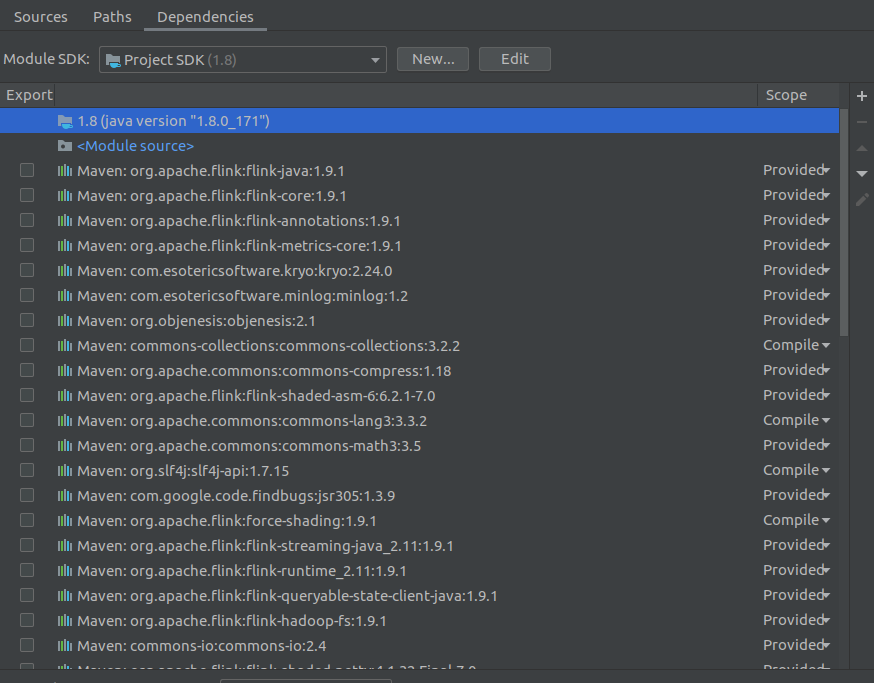 Sources Paths Dependencies
Module SDK: Project SDK (1.8) New... Edit
Export Scope
1.8 (java version "1.8.0_171")
<Module source>
Maven: org.apache.flink:flink-java:1.9.1 Provided
Maven: org.apache.flink:flink-core:1.9.1 Provided
Maven: org.apache.flink:flink-annotations:1.9.1 Provided
Maven: org.apache.flink:flink-metrics-core:1.9.1 Provided
Maven: com.esotericsoftware.kryo:kryo:2.24.0 Provided
Maven: com.esotericsoftware.minlog:minlog:1.2 Provided
Maven: org.objenesis:objenesis:2.1 Provided
Maven: commons-collections:commons-collections:3.2.2 Compile
Maven: org.apache.commons:commons-compress:1.18 Provided
Maven: org.apache.flink:flink-shaded-asm-6:6.2.1-7.0 Provided
Maven: org.apache.commons:commons-lang3:3.3.2 Compile
Maven: org.apache.commons:commons-math3:3.5 Provided
Maven: org.slf4j:slf4j-api:1.7.15 Compile
Maven: com.google.code.findbugs:jsr305:1.3.9 Provided
Maven: org.apache.flink:force-shading:1.9.1 Compile
Maven: org.apache.flink:flink-streaming-java_2.11:1.9.1 Provided
Maven: org.apache.flink:flink-runtime_2.11:1.9.1 Provided
Maven: org.apache.flink:flink-queryable-state-client-java:1.9.1 Provided
Maven: org.apache.flink:flink-hadoop-fs:1.9.1 Provided
Maven: commons-io:commons-io:2.4 Provided
Maven: Provided